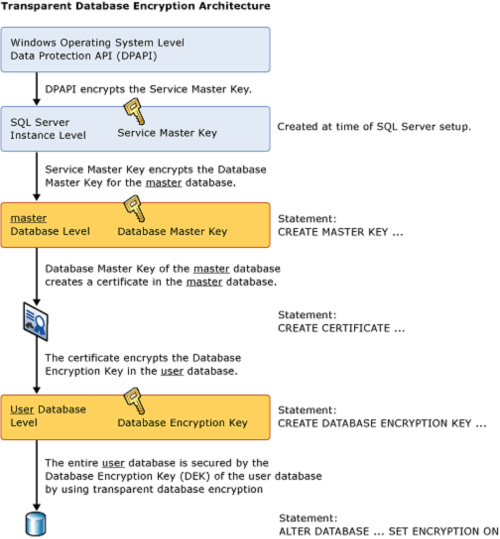 Transparent Database Encryption Architecture
Windows Operating System Level
Data Protection API (DPAPI)
DPAPI encrypts the Service Master Key.
SQL Server
Instance Level
Service Master Key
Created at time of SQL Server setup.
Service Master Key encrypts the Database
Master Key for the master database.
master
Database Level
Database Master Key
Statement:
CREATE MASTER KEY ...
Database Master Key of the master database
creates a certificate in the master database.
Statement:
CREATE CERTIFICATE ...
The certificate encrypts the Database
Encryption Key in the user database.
User Database
Level
Database Encryption Key
Statement:
CREATE DATABASE ENCRYPTION KEY ...
The entire user database is secured by the
Database Encryption Key (DEK) of the user database
by using transparent database encryption
Statement:
ALTER DATABASE ... SET ENCRYPTION ON